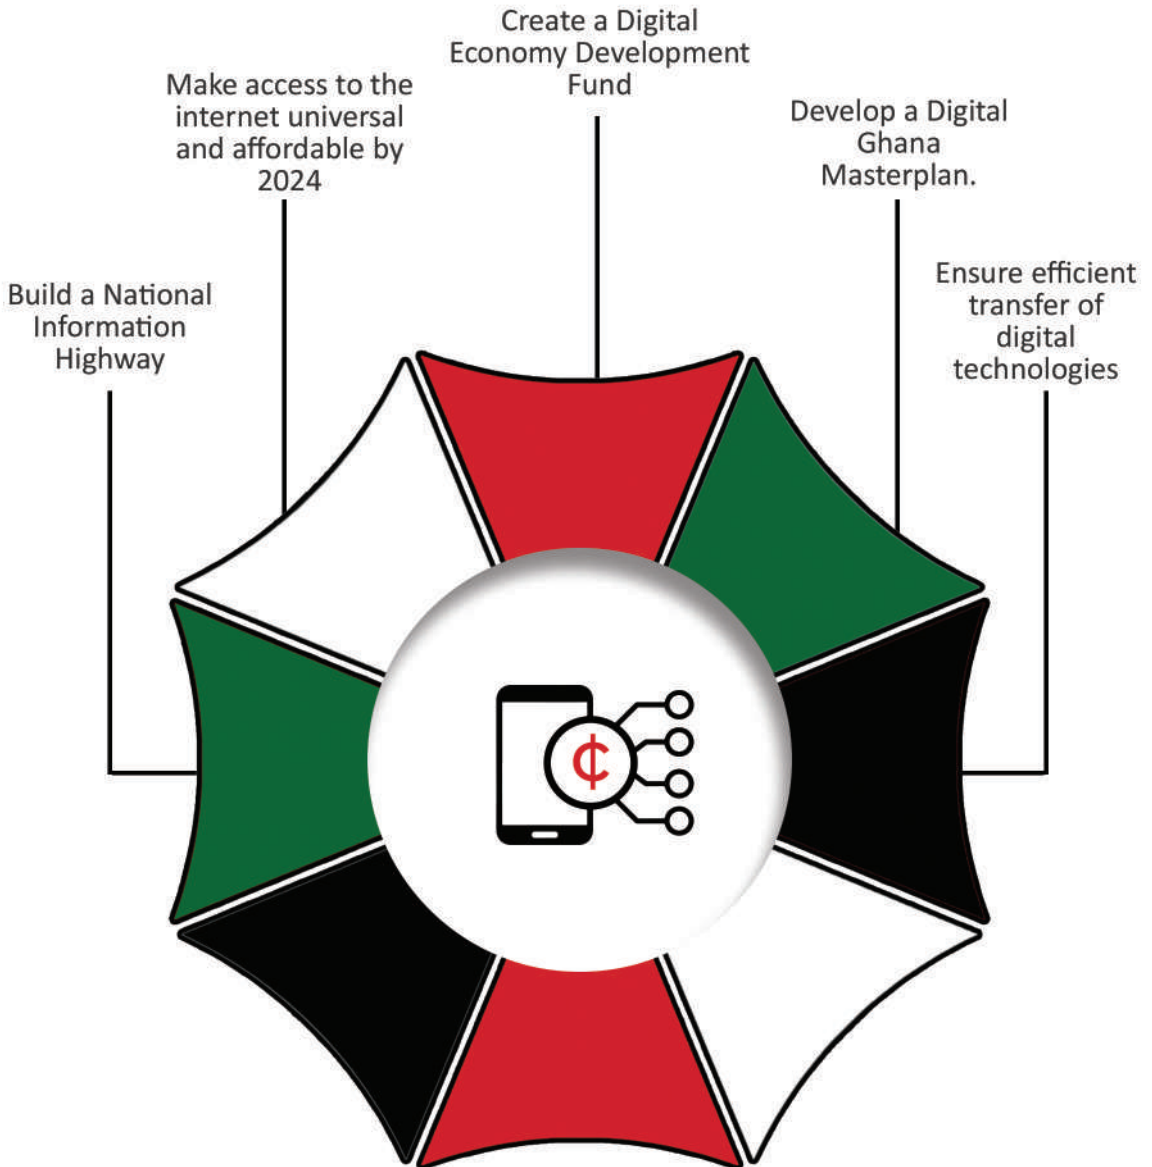 Create a Digital
Economy Development
Fund
Make access to the
internet universal
and affordable by
2024
Develop a Digital
Ghana
Masterplan.
Build a National
Information
Highway
Ensure efficient
transfer of
digital
technologies
₵